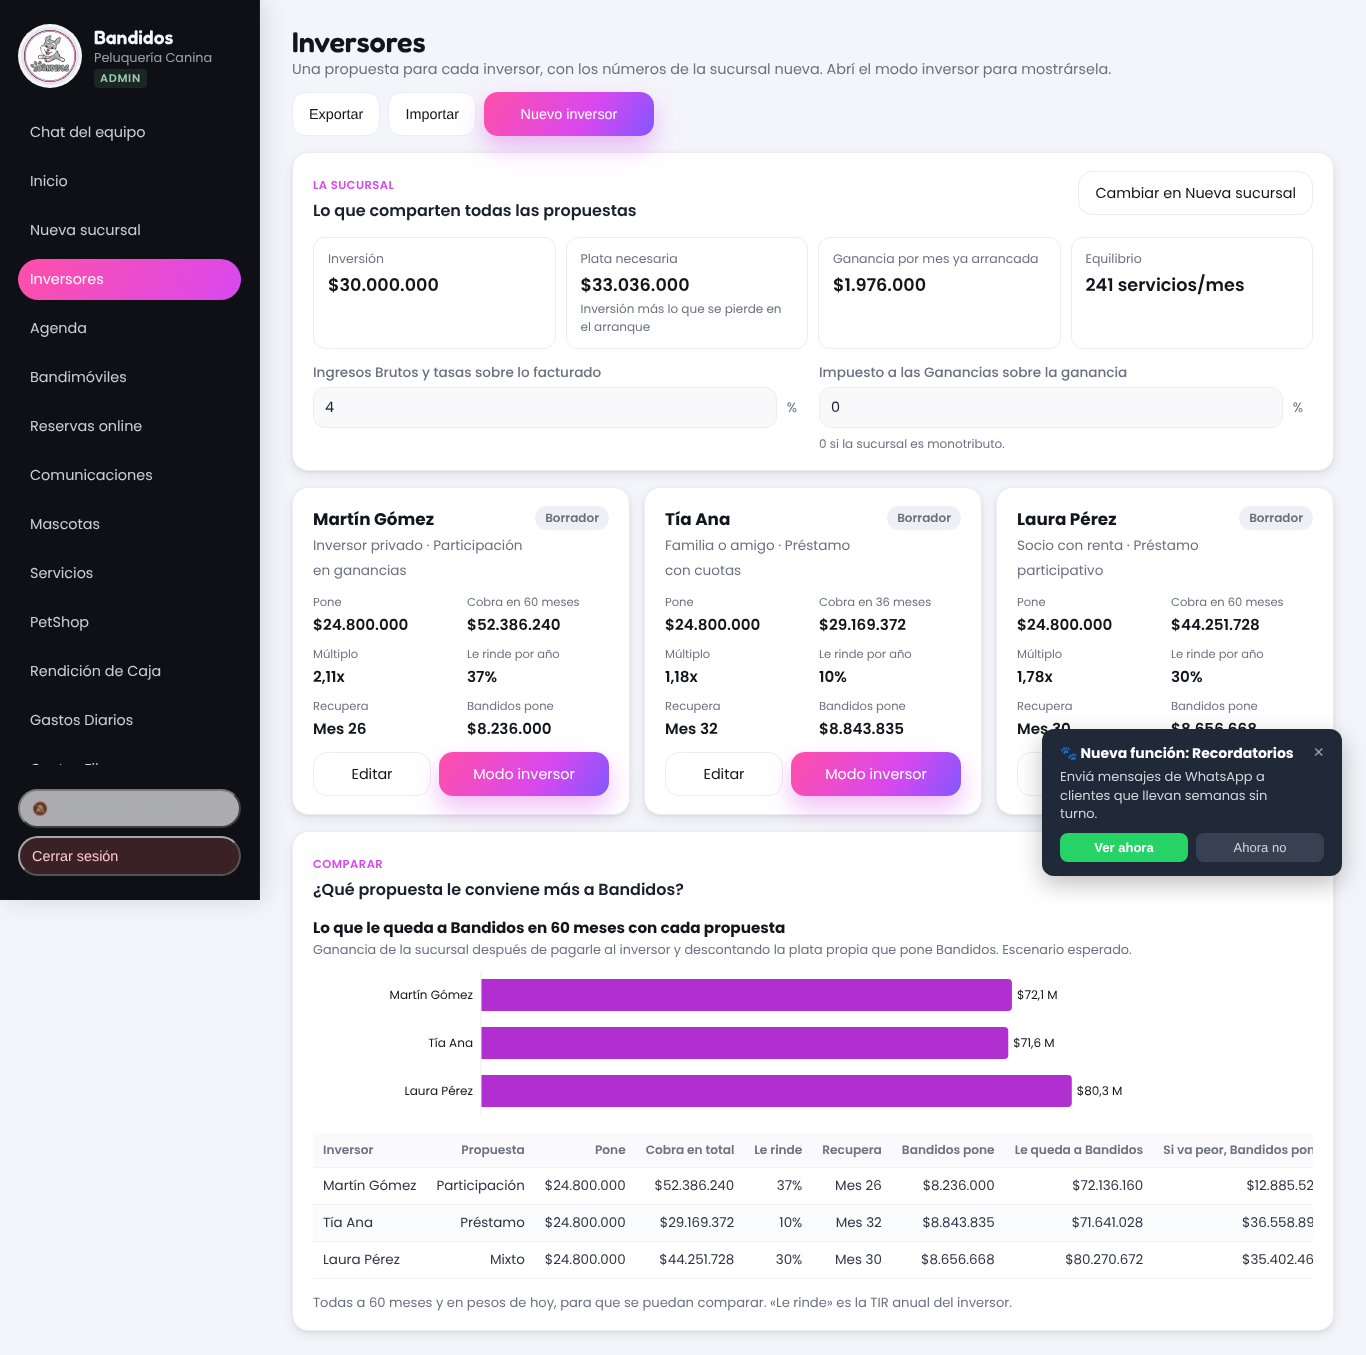 Bandidos
Peluquería Canina
ADMIN
Chat del equipo
Inicio
Nueva sucursal
Inversores
Agenda
Bandimóviles
Reservas online
Comunicaciones
Mascotas
Servicios
PetShop
Rendición de Caja
Gastos Diarios
Cerrar sesión
Inversores
Una propuesta para cada inversor, con los números de la sucursal nueva. Abrí el modo inversor para mostrársela.
Exportar
Importar
Nuevo inversor
LA SUCURSAL
Lo que comparten todas las propuestas
Cambiar en Nueva sucursal
Inversión
$30.000.000
Plata necesaria
$33.036.000
Inversión más lo que se pierde en
el arranque
Ganancia por mes ya arrancada
$1.976.000
Equilibrio
241 servicios/mes
Ingresos Brutos y tasas sobre lo facturado
4 %
Impuesto a las Ganancias sobre la ganancia
0 %
0 si la sucursal es monotributo.
Martín Gómez
Borrador
Inversor privado · Participación
en ganancias
Pone
$24.800.000
Cobra en 60 meses
$52.386.240
Múltiplo
2,11x
Le rinde por año
37%
Recupera
Mes 26
Bandidos pone
$8.236.000
Editar
Modo inversor
Tía Ana
Borrador
Familia o amigo · Préstamo
con cuotas
Pone
$24.800.000
Cobra en 36 meses
$29.169.372
Múltiplo
1,18x
Le rinde por año
10%
Recupera
Mes 32
Bandidos pone
$8.843.835
Editar
Modo inversor
Laura Pérez
Borrador
Socio con renta · Préstamo
participativo
Pone
$24.800.000
Cobra en 60 meses
$44.251.728
Múltiplo
1,78x
Le rinde por año
30%
Recupera
Mes 30
Bandidos pone
$8.656.668
🐾 Nueva función: Recordatorios ×
Enviá mensajes de WhatsApp a
clientes que llevan semanas sin
turno.
Ver ahora
Ahora no
COMPARAR
¿Qué propuesta le conviene más a Bandidos?
Lo que le queda a Bandidos en 60 meses con cada propuesta
Ganancia de la sucursal después de pagarle al inversor y descontando la plata propia que pone Bandidos. Escenario esperado.
Martín Gómez $72,1 M
Tía Ana $71,6 M
Laura Pérez $80,3 M
Inversor Propuesta Pone Cobra en total Le rinde Recupera Bandidos pone Le queda a Bandidos Si va peor, Bandidos pon
Martín Gómez Participación $24.800.000 $52.386.240 37% Mes 26 $8.236.000 $72.136.160 $12.885.52
Tía Ana Préstamo $24.800.000 $29.169.372 10% Mes 32 $8.843.835 $71.641.028 $36.558.89
Laura Pérez Mixto $24.800.000 $44.251.728 30% Mes 30 $8.656.668 $80.270.672 $35.402.46
Todas a 60 meses y en pesos de hoy, para que se puedan comparar. «Le rinde» es la TIR anual del inversor.